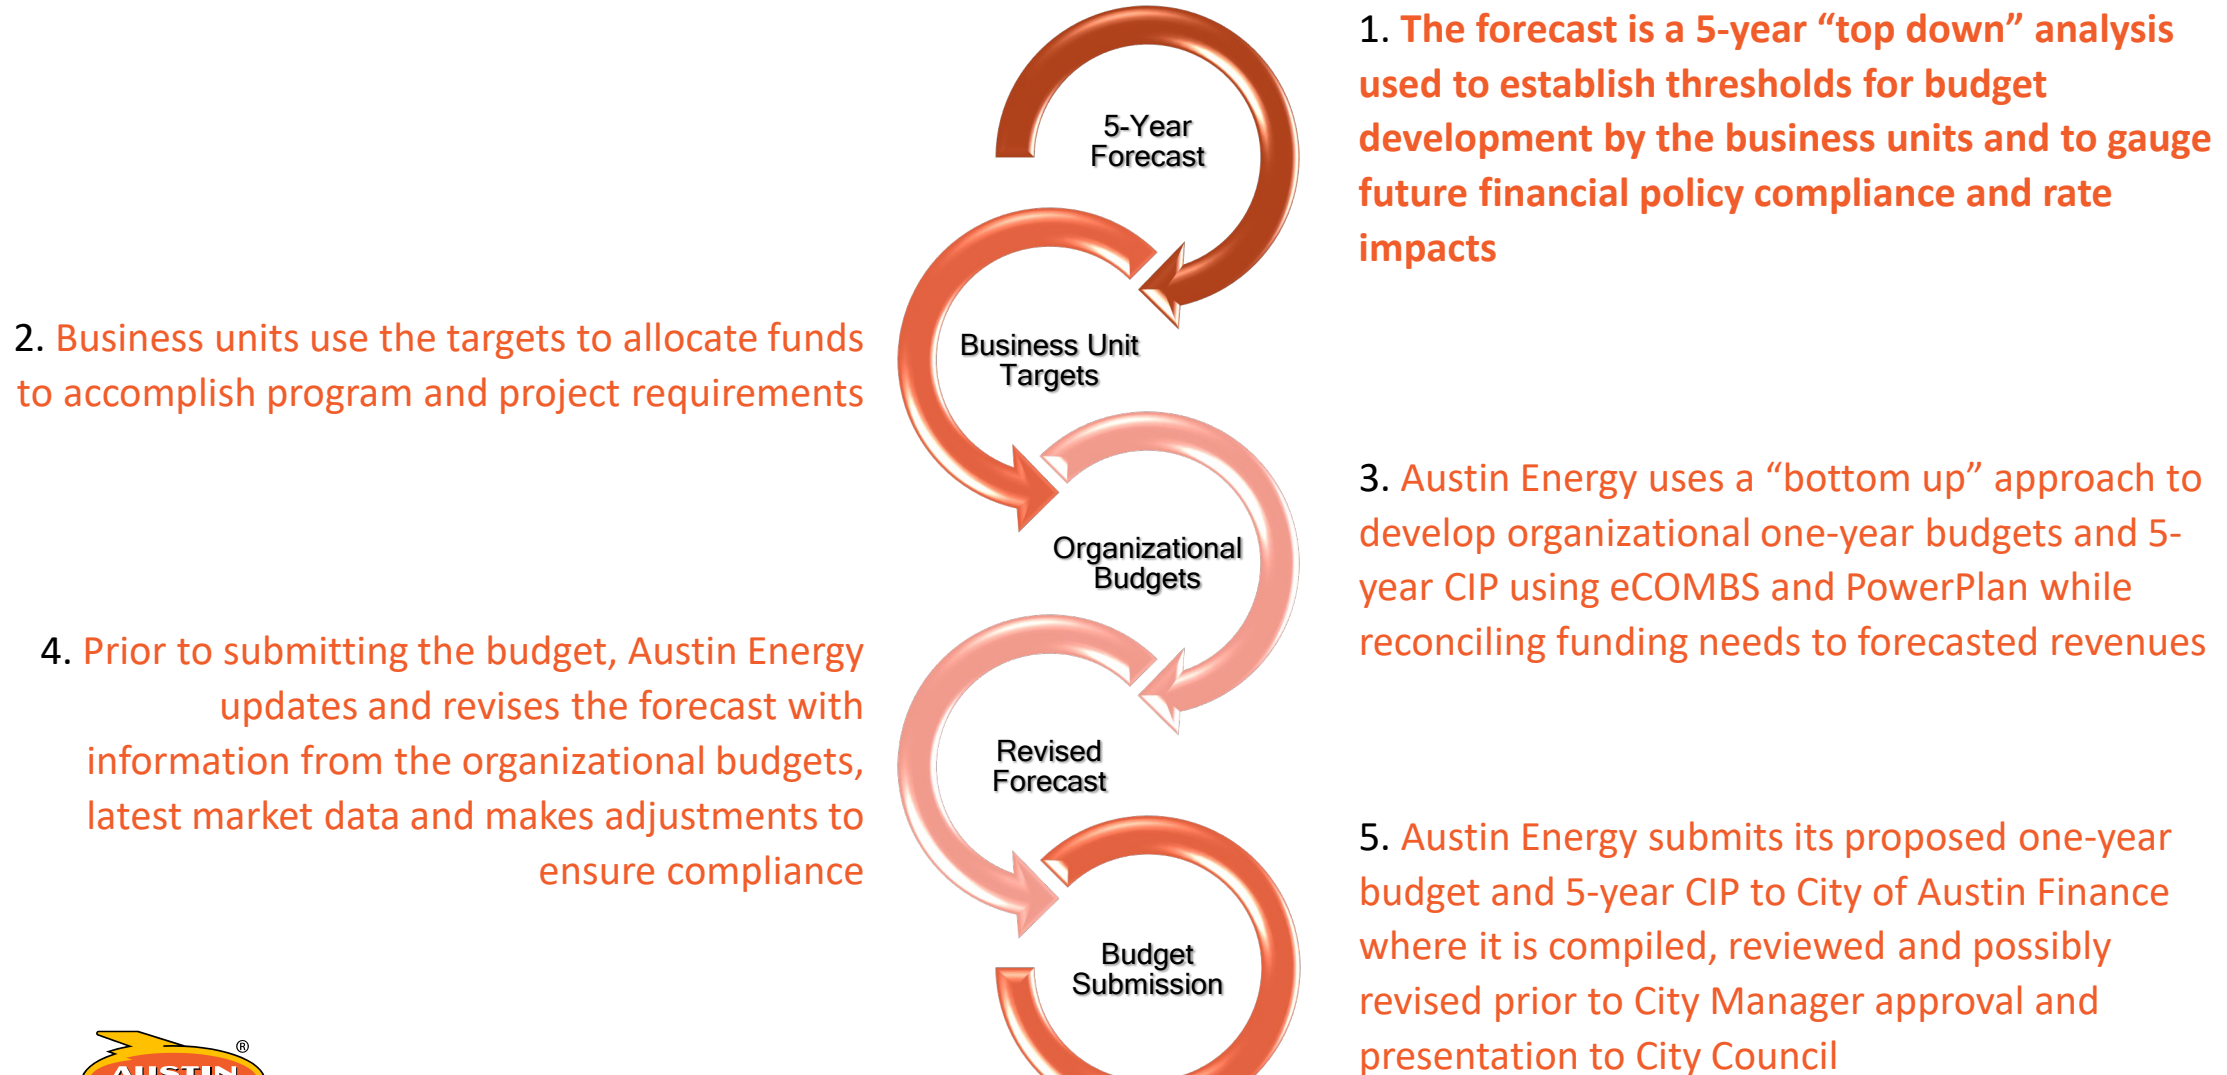 1. The forecast is a 5-year “top down” analysis
used to establish thresholds for budget
development by the business units and to gauge
future financial policy compliance and rate
impacts
5-Year
Forecast
2. Business units use the targets to allocate funds
to accomplish program and project requirements
Business Unit
Targets
3. Austin Energy uses a “bottom up” approach to
develop organizational one-year budgets and 5-
year CIP using eCOMBS and PowerPlan while
reconciling funding needs to forecasted revenues
Organizational
Budgets
4. Prior to submitting the budget, Austin Energy
updates and revises the forecast with
information from the organizational budgets,
latest market data and makes adjustments to
ensure compliance
Revised
Forecast
5. Austin Energy submits its proposed one-year
budget and 5-year CIP to City of Austin Finance
where it is compiled, reviewed and possibly
revised prior to City Manager approval and
presentation to City Council
Budget
Submission
®
AUSTIN